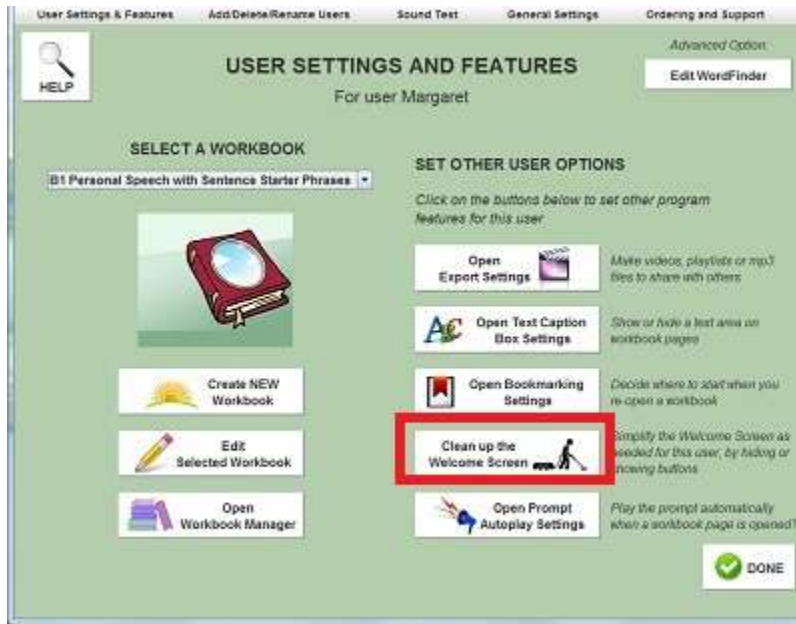 User Settings & Features Add/Delete/Rename Users Sound Test General Settings Ordering and Support
HELP
USER SETTINGS AND FEATURES
For user Margaret
Advanced Option
Edit WordFinder
SELECT A WORKBOOK
B1 Personal Speech with Sentence Starter Phrases
Create NEW
Workbook
Edit
Selected Workbook
Open
Workbook Manager
SET OTHER USER OPTIONS
Click on the buttons below to set other program
features for this user
Open
Export Settings
Make videos, playlists or mp3
files to share with others
Open Text Caption
Box Settings
Show or hide a text area on
workbook pages
Open Bookmarking
Settings
Decide where to start when you
re-open a workbook
Clean up the
Welcome Screen
Simplify the Welcome Screen as
needed for this user, by hiding or
showing buttons
Open Prompt
Autoplay Settings
Play the prompt automatically
when a workbook page is opened?
DONE